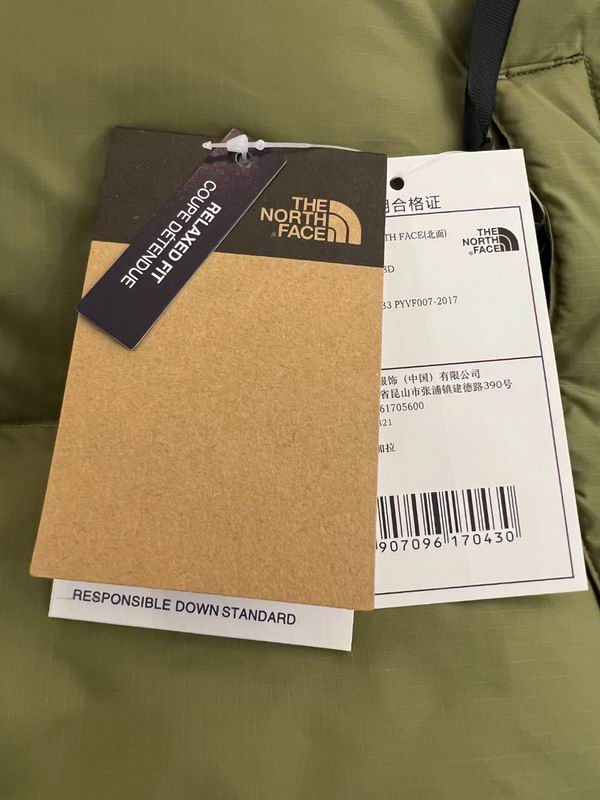 THE
NORTH
FACE
RELAXED FIT
COUPE DÉTENDUE
RESPONSIBLE DOWN STANDARD
合格证
TH FACE(北面)
THE
NORTH
FACE
3D
33 PYVF007-2017
服饰（中国）有限公司
省昆山市张浦镇建德路390号
61705600
321
加拉
907096 170430